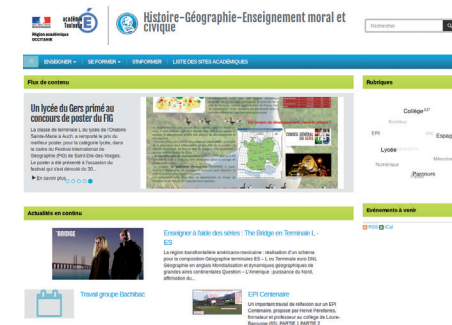 académie
Toulouse
Région académique
OCCITANIE
Histoire-Géographie-Enseignement moral et
civique
Rechercher
ENSEIGNER
SE FORMER
S'INFORMER
LISTE DES SITES ACADÉMIQUES
Flux de contenu
Un lycée du Gers primé au
concours de poster du FIG
La classe de terminale L du lycée de l'Oratoire
Sainte-Marie à Auch, a remporté le prix du
meilleur poster, pour la catégorie lycée, dans
le cadre du Festival International de
Géographie (FIG) de Saint-Dié-des-Vosges.
Le poster a été présenté à l'occasion du
festival qui s'est déroulé du 30...
En savoir plus...
Rubriques
Collège EIP
EPI
Espag
Lycée
Numérique
Mémoire
Parcours
Actualités en continu
BRIDGE
Enseigner à l'aide des séries : The Bridge en Terminale L -
ES
La région transfrontalière américano-mexicaine : réalisation d'un schéma
pour la composition Géographie terminales ES – L ou Terminale euro DNL
Géographie en anglais Mondialisation et dynamiques géographiques de
grandes aires continentales Question – L'Amérique : puissance du Nord,
affirmation du...
Evènements à venir
RSS iCal
Travail groupe Bachibac
EPI Centenaire
Un important travail de réflexion sur un EPI
Centenaire, proposé par Hervé Pérotaries,
formateur et professeur au collège de Loure-
Barousse (65). PARTIE 1 PARTIE 2